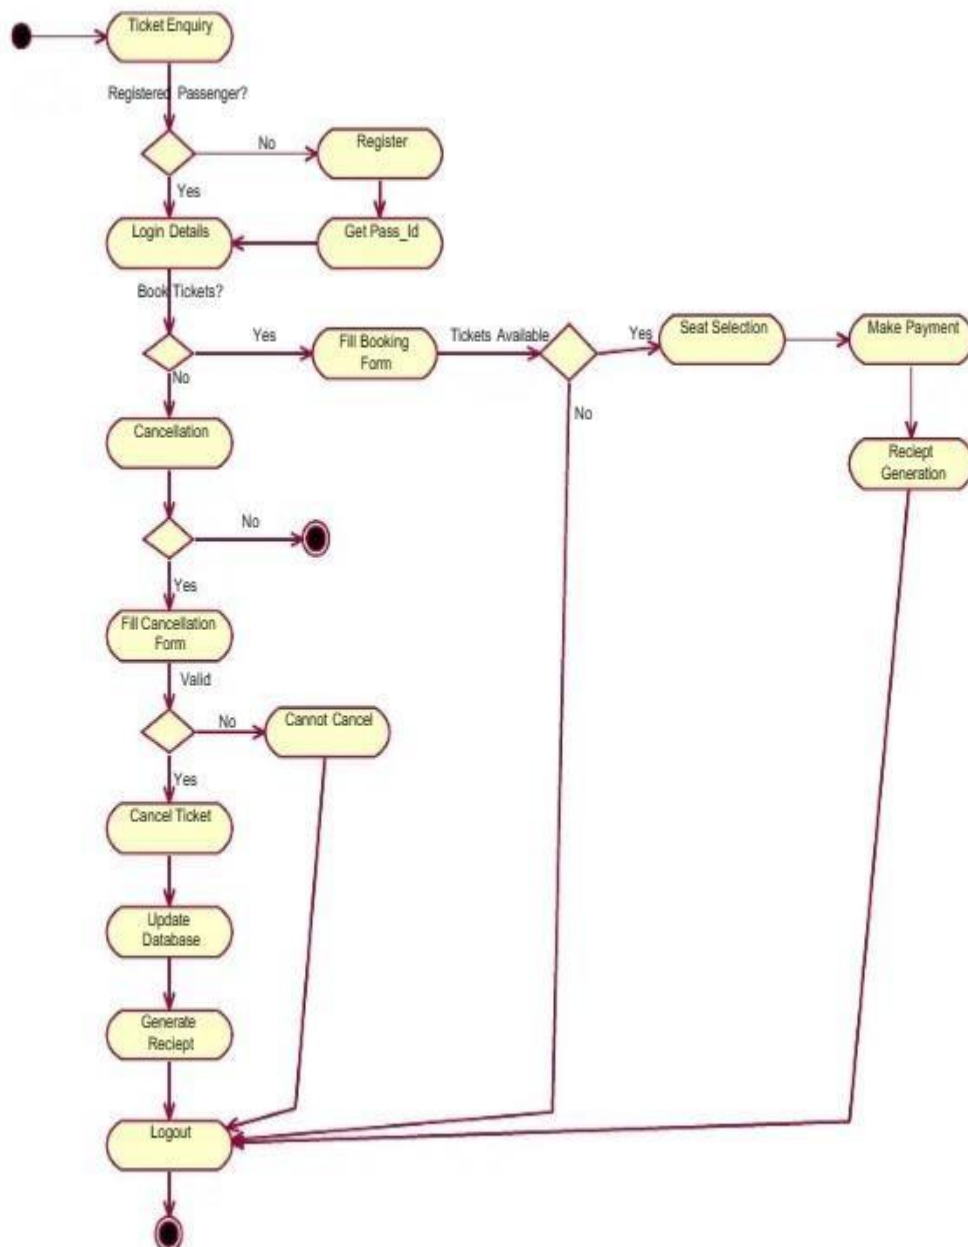 Ticket Enquiry
Registered Passenger?
No
Register
Yes
Login Details
Get Pass_Id
Book Tickets?
Yes
Fill Booking
Form
Tickets Available
Yes
Seat Selection
Make Payment
No
No
Cancellation
Reciept
Generation
No
Yes
Fill Cancellation
Form
Valid
No
Cannot Cancel
Yes
Cancel Ticket
Update
Database
Generate
Reciept
Logout